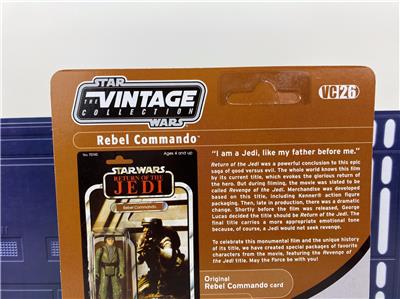 STAR
THE VINTAGE
COLLECTION
WARS
VC26
Rebel Commando™
No. 70740
Ages 4 and up
STAR WARS
RETURN OF THE
JEDI
Rebel Commando
"I am a Jedi, like my father before me."
Return of the Jedi was a powerful conclusion to this epic
saga of good versus evil. The whole world knows this film
by its current title, which evokes the glorious return of
the hero. But during filming, the movie was slated to be
called Revenge of the Jedi. Merchandise was developed
based on this title, including Kenner® action figure
packaging. Then, late in production, there was a dramatic
change. Shortly before the film was released, George
Lucas decided the title should be Return of the Jedi. The
final title carries a more appropriate emotional tone
because, of course, a Jedi would not seek revenge.
To celebrate this monumental film and the unique history
of its title, we have created special packages of favorite
characters from the movie, featuring the Revenge of
the Jedi title. May the Force be with you!
Original
Rebel Commando card